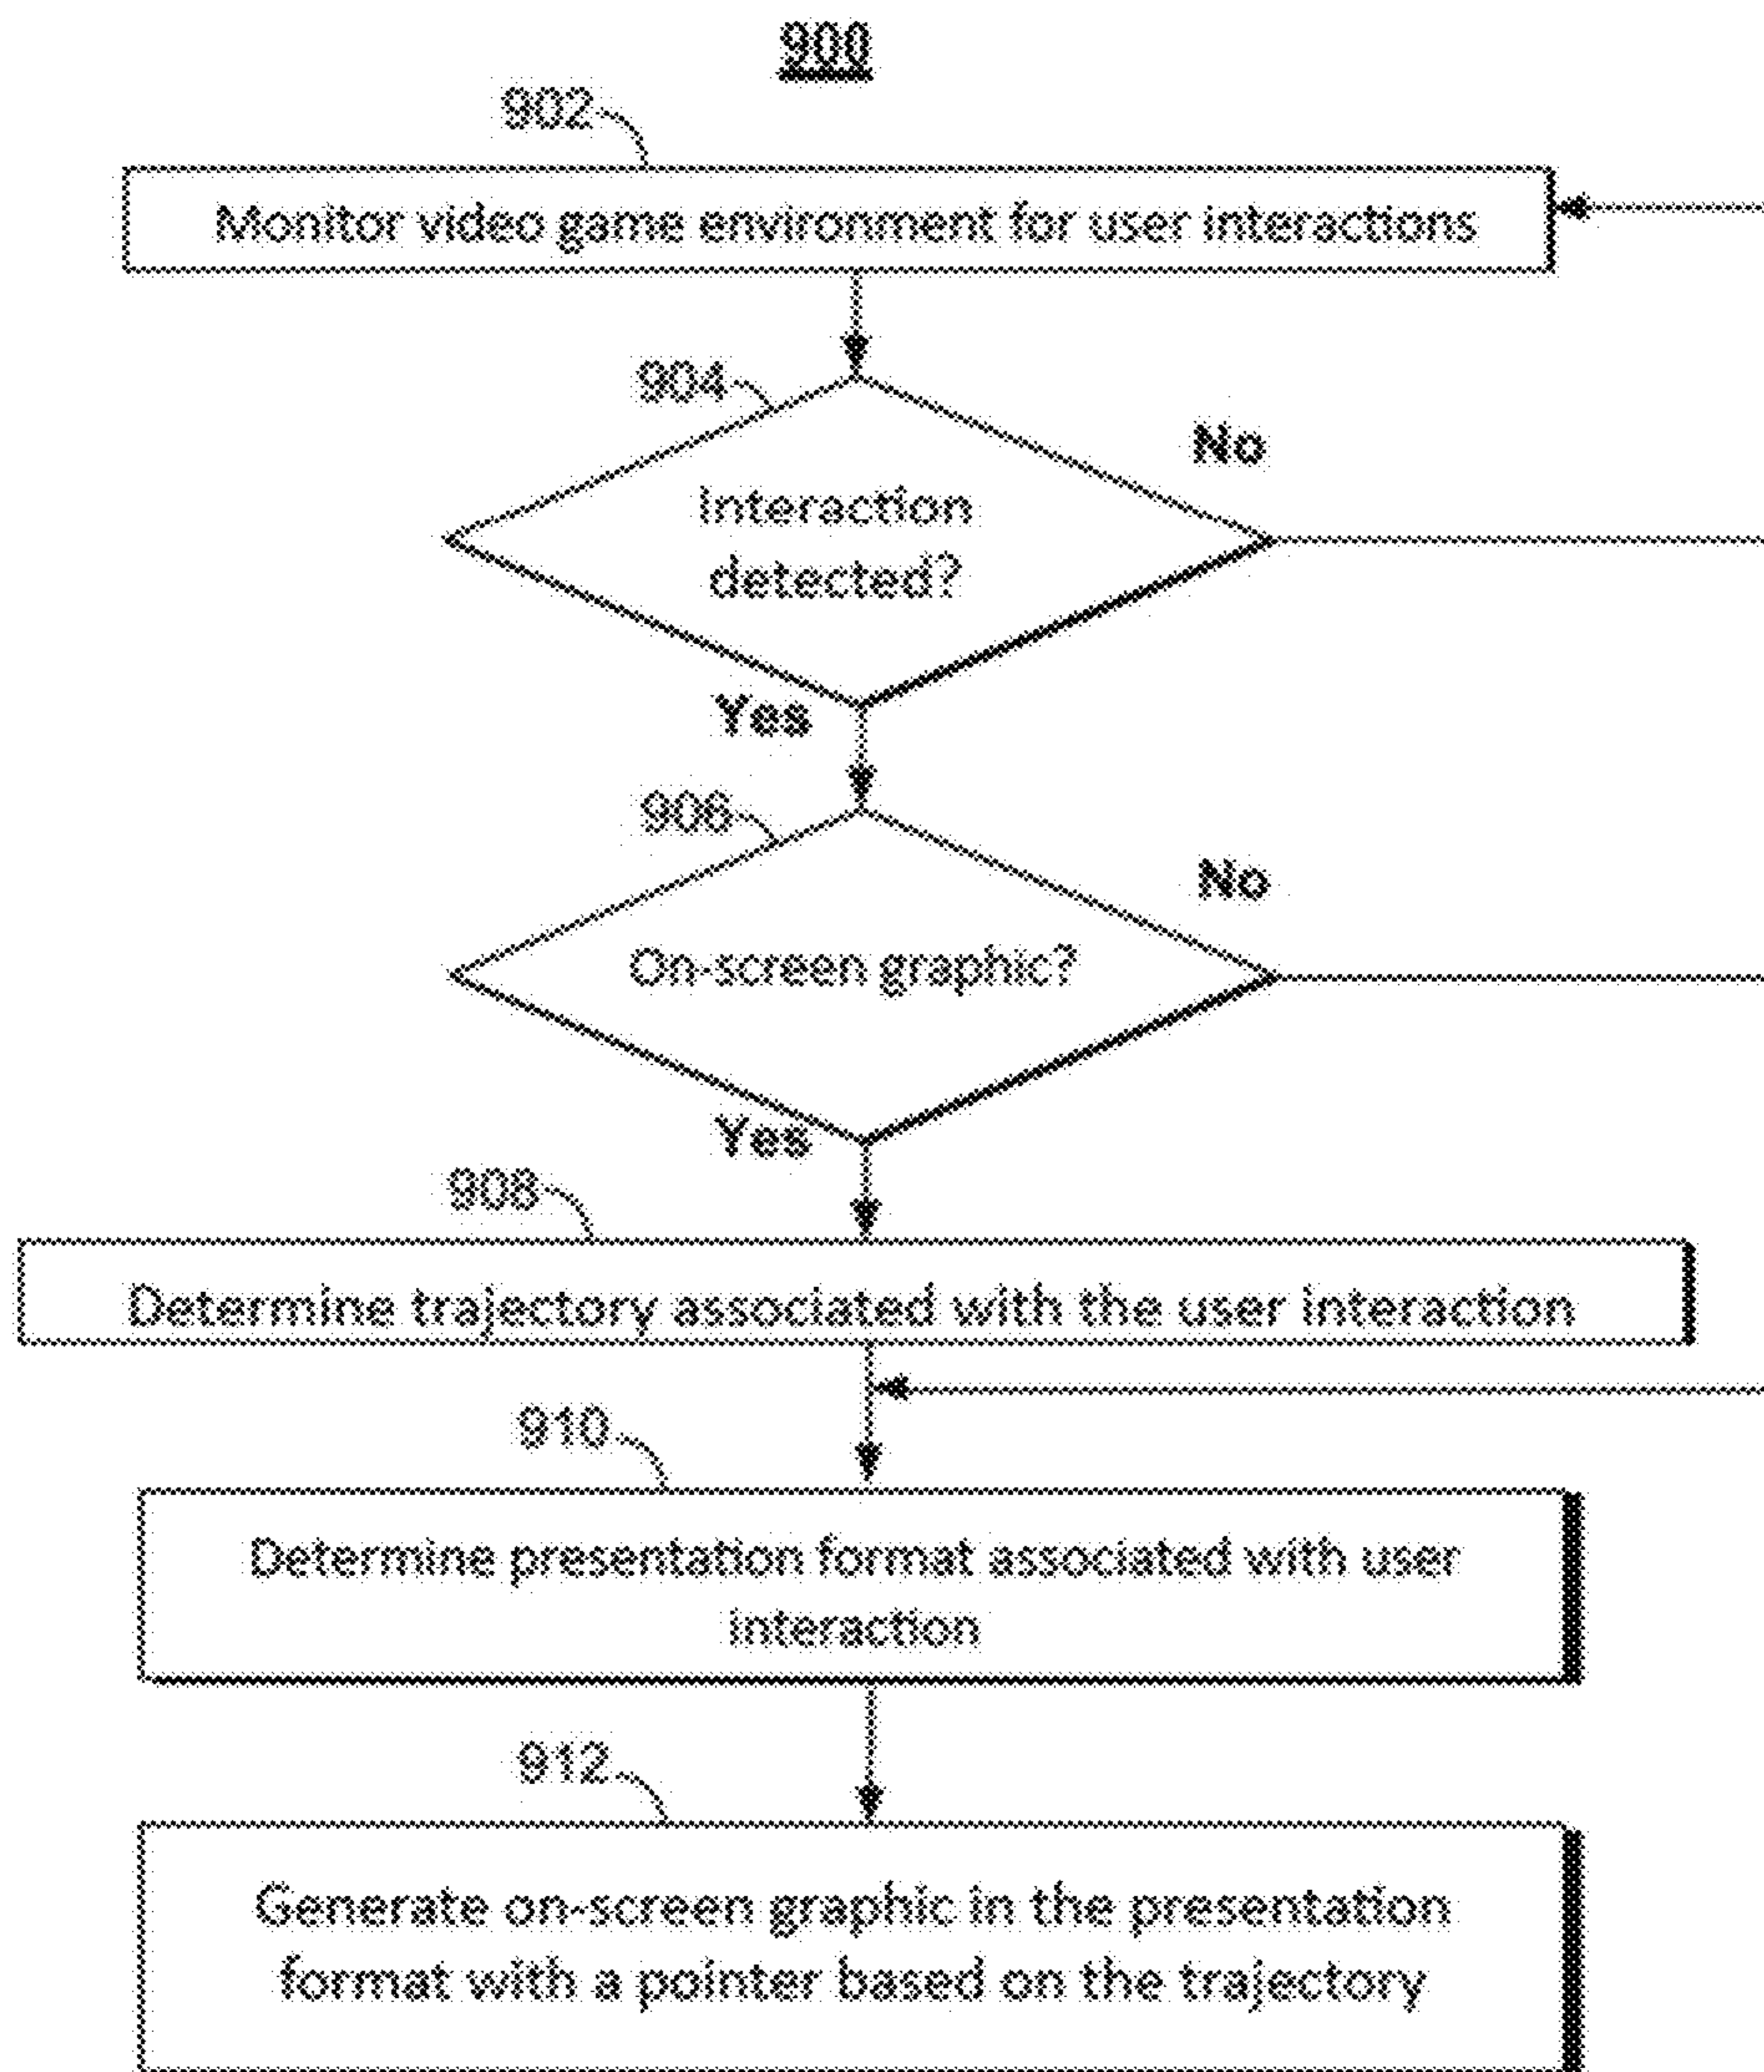 900
902
Monitor video game environment for user interactions
904
No
Interaction
detected?
Yes
906
No
On-screen graphic?
Yes
908
Determine trajectory associated with the user interaction
910
Determine presentation format associated with user
interaction
912
Generate on-screen graphic in the presentation
format with a pointer based on the trajectory